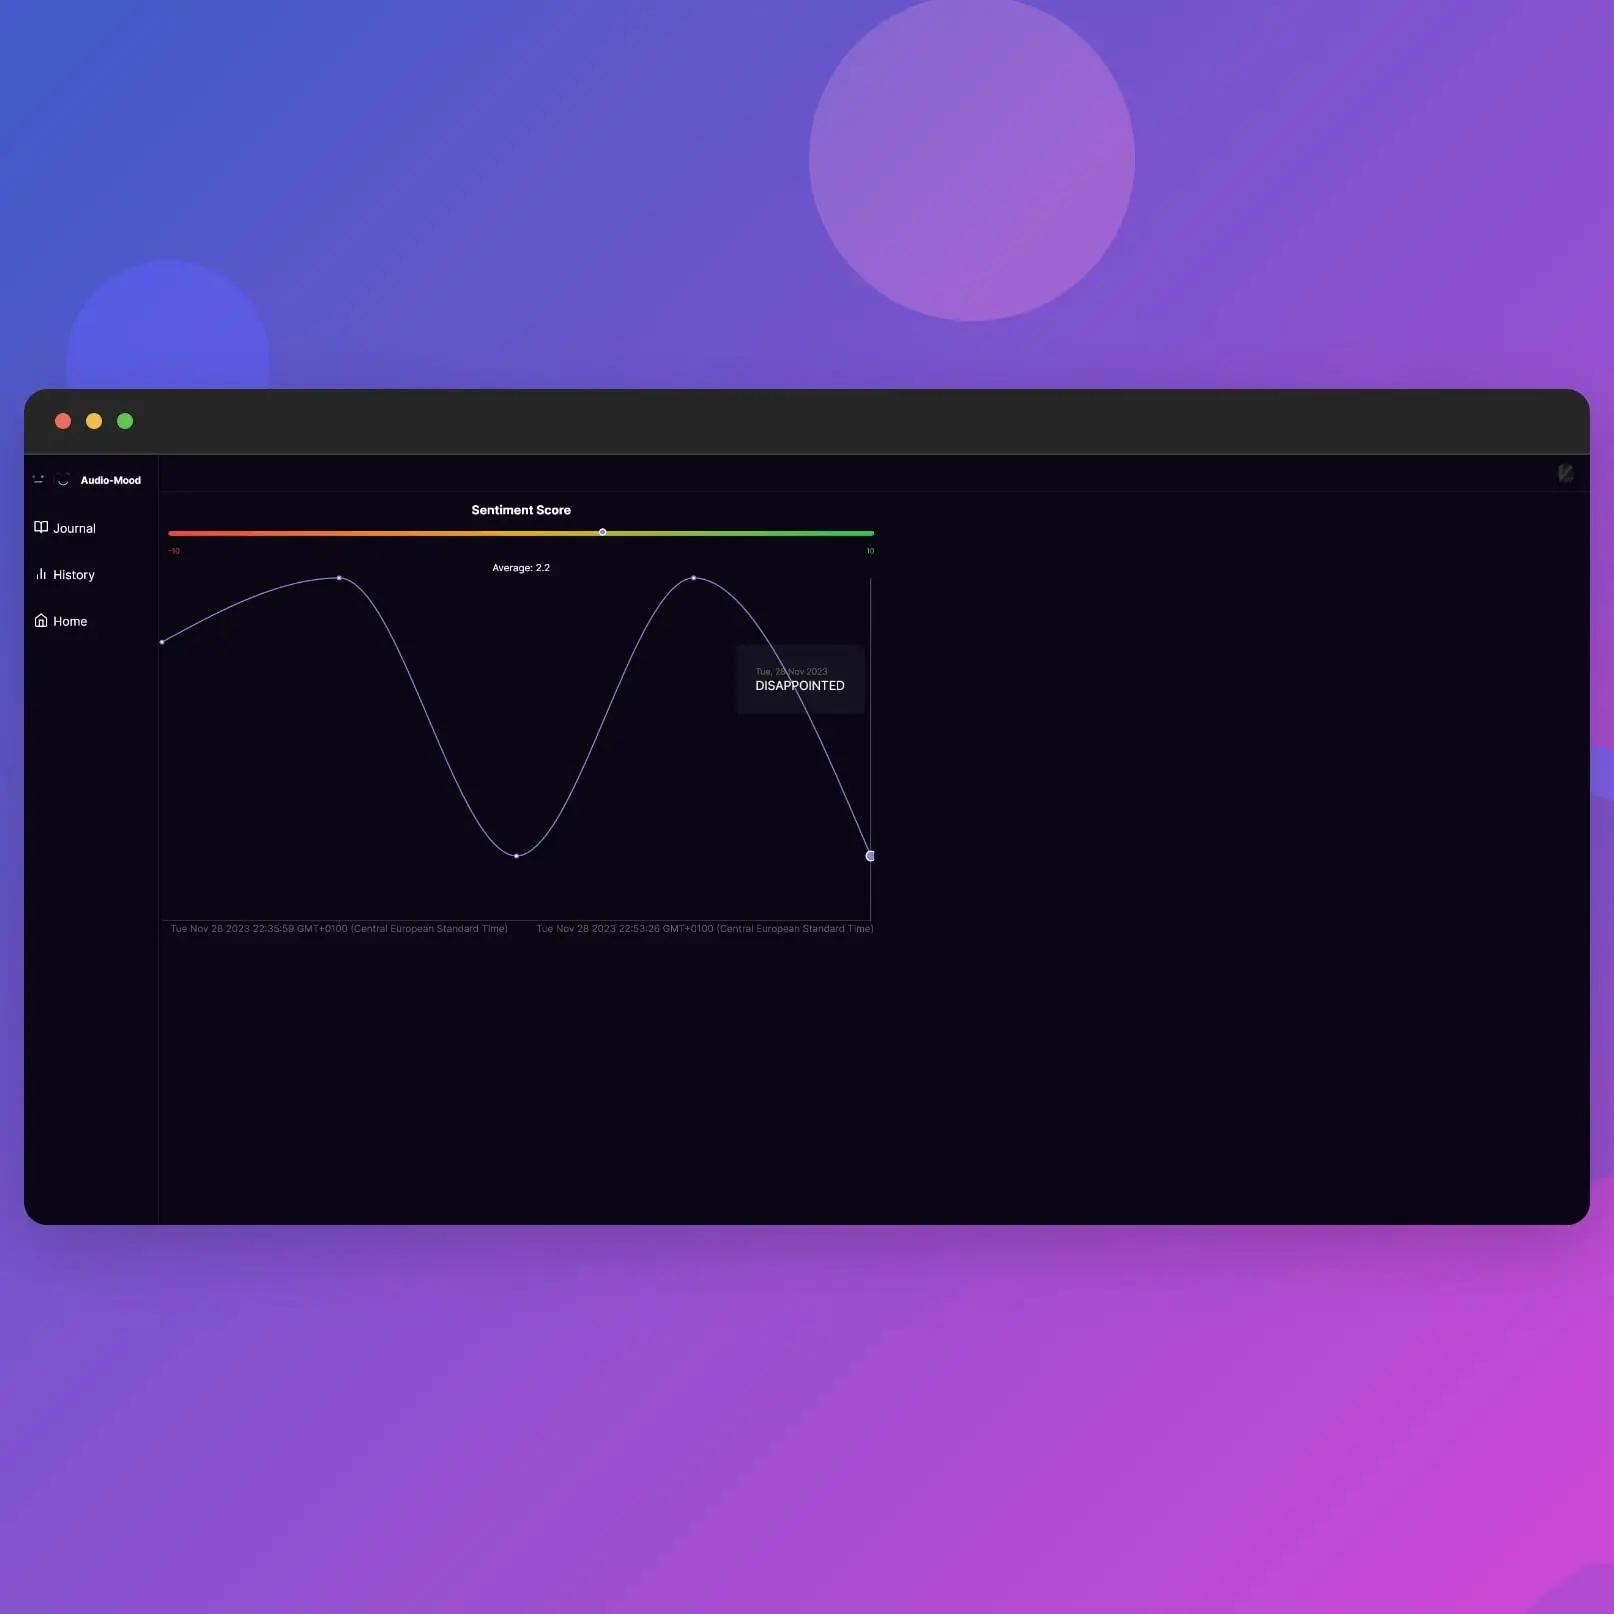 Audio-Mood
Journal
History
Home
Sentiment Score
-10
10
Average: 2.2
Tue, 28 Nov 2023
DISAPPOINTED
Tue Nov 28 2023 22:35:59 GMT+0100 (Central European Standard Time)
Tue Nov 28 2023 22:53:26 GMT+0100 (Central European Standard Time)